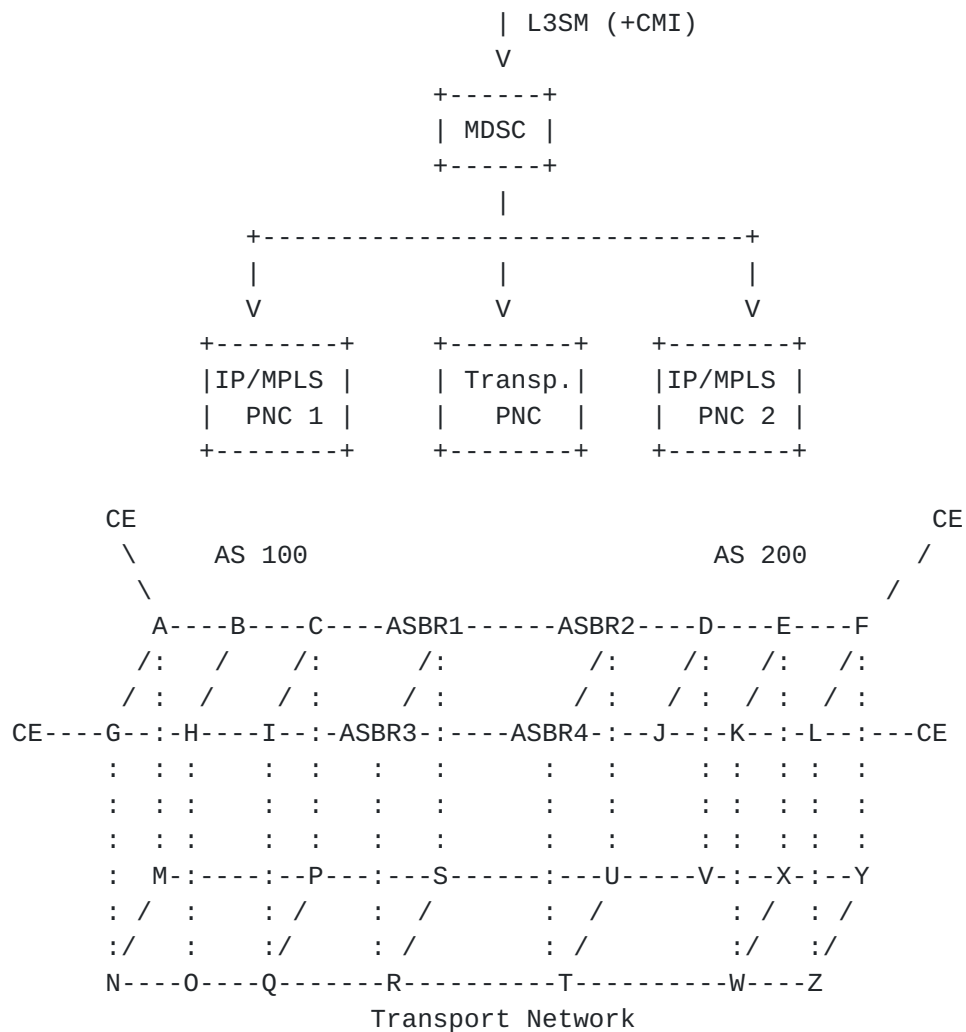 | L3SM (+CMI)
V
+------+
| MDSC |
+------+
|
+-------------------------------+
| | |
V V V
+--------+ +--------+ +--------+
|IP/MPLS | | Transp.| |IP/MPLS |
| PNC 1 | | PNC | | PNC 2 |
+--------+ +--------+ +--------+
CE CE
\ AS 100 AS 200 /
\ /
A----B----C----ASBR1------ASBR2----D----E----F
/: / /: /: /: /: /: /:
/ : / / : / : / : / : / : / :
CE----G--:-H----I--:-ASBR3-:----ASBR4-:--J--:-K--:-L--:---CE
: : : : : : : : : : : : : :
: : : : : : : : : : : : : :
: : : : : : : : : : : : : :
: M-:----:--P---:---S------:---U-----V-:--X-:--Y
: / : : / : / : / : / : /
:/ : :/ : / : / :/ :/
N----O----Q-------R----------T----------W----Z
Transport Network